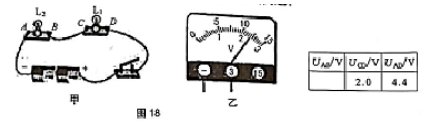 L₂ L₁
A B C D
甲
图18
0 5 10 15
0 1 2 3
V
− 3 15
乙
U_AB/V U_CD/V U_AD/V
2.0 4.4